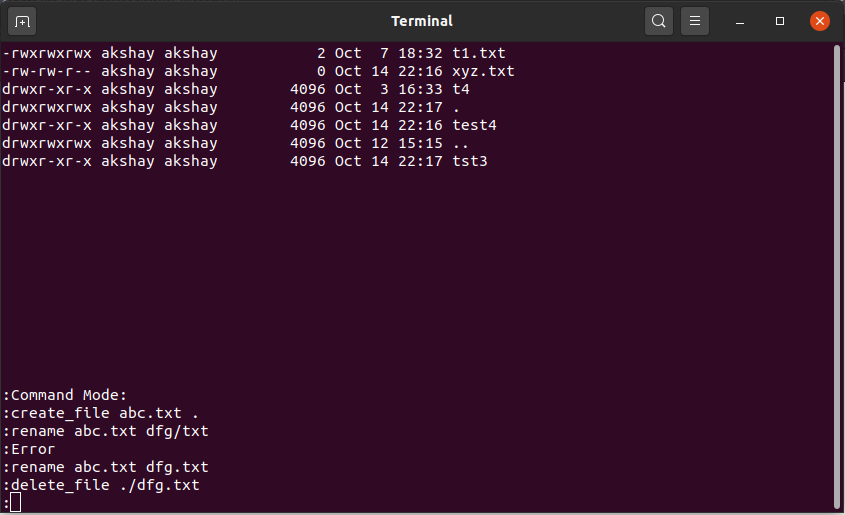 Terminal
-rwxrwxrwx akshay akshay           2 Oct  7 18:32 t1.txt
-rw-rw-r-- akshay akshay           0 Oct 14 22:16 xyz.txt
drwxr-xr-x akshay akshay        4096 Oct  3 16:33 t4
drwxrwxrwx akshay akshay        4096 Oct 14 22:17 .
drwxr-xr-x akshay akshay        4096 Oct 14 22:16 test4
drwxrwxrwx akshay akshay        4096 Oct 12 15:15 ..
drwxr-xr-x akshay akshay        4096 Oct 14 22:17 tst3
:Command Mode:
:create_file abc.txt .
:rename abc.txt dfg/txt
:Error
:rename abc.txt dfg.txt
:delete_file ./dfg.txt
: